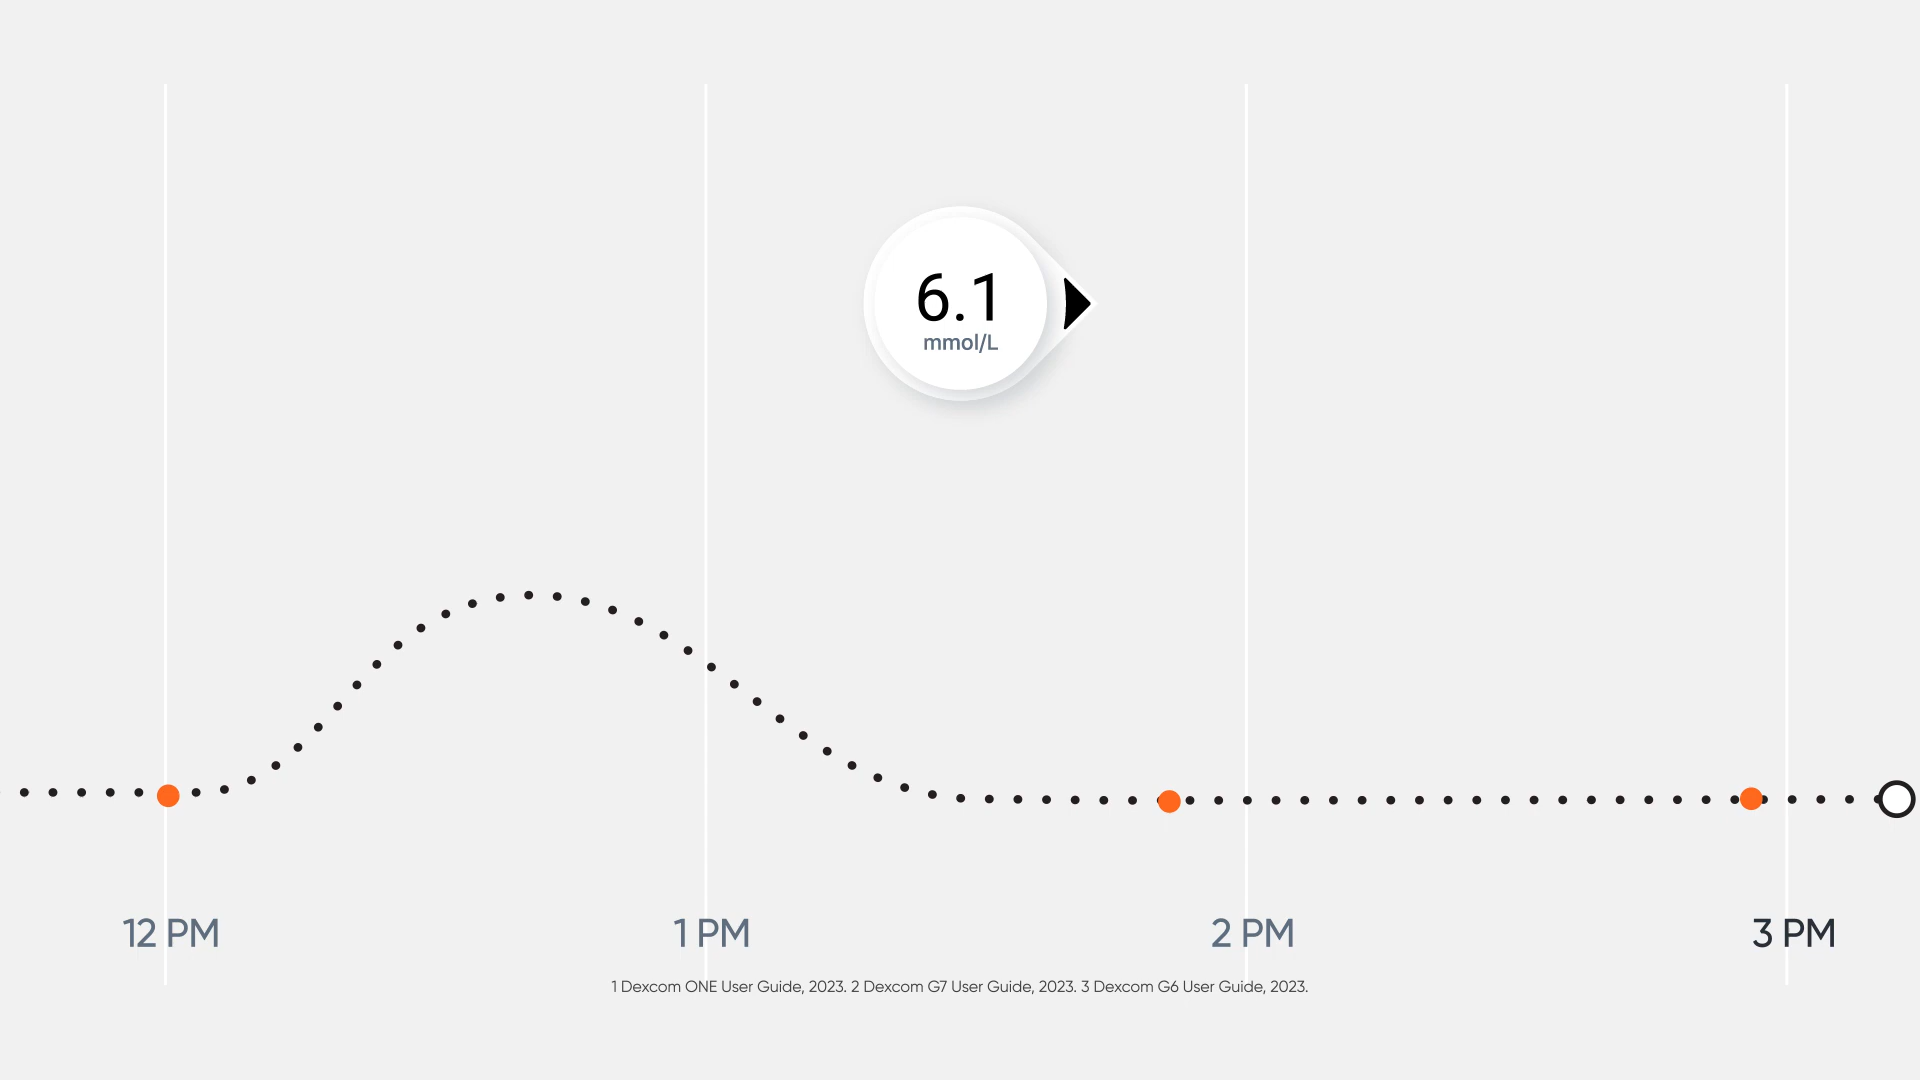 6.1
mmol/L
12 PM
1 PM
2 PM
3 PM
1 Dexcom ONE User Guide, 2023. 2 Dexcom G7 User Guide, 2023. 3 Dexcom G6 User Guide, 2023.